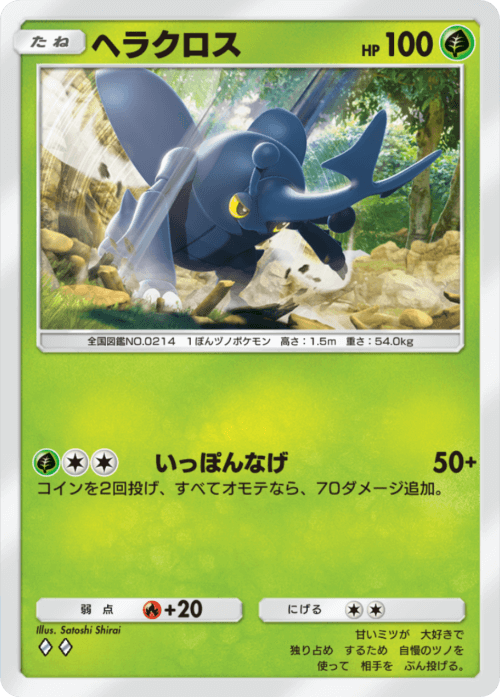 たね ヘラクロス HP 100
全国図鑑NO.0214 1ぽんヅノポケモン 高さ：1.5m 重さ：54.0kg
いっぽんなげ 50+
コインを2回投げ、すべてオモテなら、70ダメージ追加。
弱点 +20 にげる
Illus. Satoshi Shirai
甘いミツが 大好きで
独り占め するため 自慢のツノを
使って 相手を ぶん投げる。